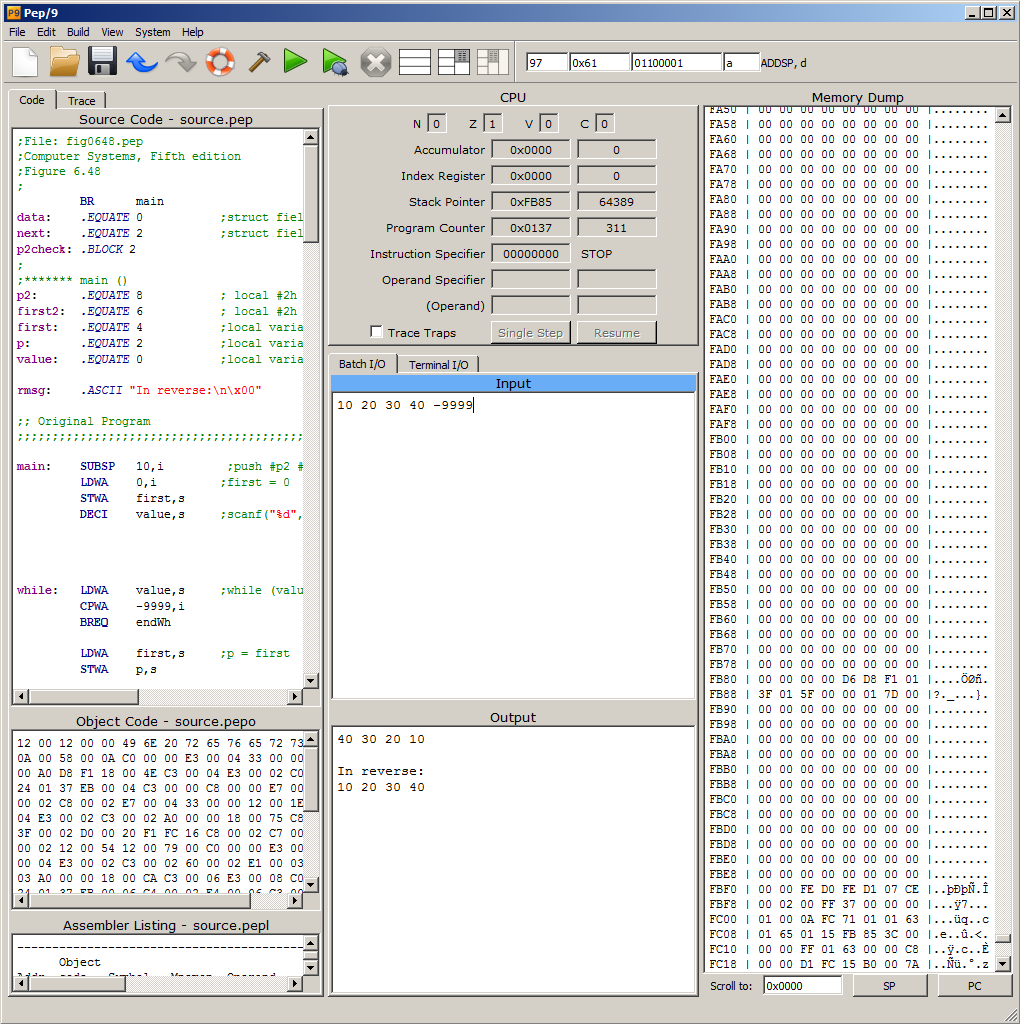 Pep/9
File Edit Build View System Help
97 0x61 01100001 a ADDSP, d
Code Trace
Source Code - source.pep
;File: fig0648.pep
;Computer Systems, Fifth edition
;Figure 6.48
;
BR main
data: .EQUATE 0 ;struct fiel
next: .EQUATE 2 ;struct fiel
p2check: .BLOCK 2
;
;******* main ()
p2: .EQUATE 8 ; local #2h
first2: .EQUATE 6 ; local #2h
first: .EQUATE 4 ;local varia
p: .EQUATE 2 ;local varia
value: .EQUATE 0 ;local varia
rmsg: .ASCII "In reverse:\n\x00"
;; Original Program
;;;;;;;;;;;;;;;;;;;;;;;;;;;;;;;;;;;;;;;;;
main: SUBSP 10,i ;push #p2 #
LDWA 0,i ;first = 0
STWA first,s
DECI value,s ;scanf("%d",
while: LDWA value,s ;while (valu
CPWA -9999,i
BREQ endWh
LDWA first,s ;p = first
STWA p,s
Object Code - source.pepo
12 00 12 00 00 49 6E 20 72 65 76 65 72 73
0A 00 58 00 0A C0 00 00 E3 00 04 33 00 00
00 A0 D8 F1 18 00 4E C3 00 04 E3 00 02 C0
24 01 37 EB 00 04 C3 00 00 C8 00 00 E7 00
00 02 C8 00 02 E7 00 04 33 00 00 12 00 1E
04 E3 00 02 C3 00 02 A0 00 00 18 00 75 C8
3F 00 02 D0 00 20 F1 FC 16 C8 00 02 C7 00
00 02 12 00 54 12 00 79 00 C0 00 00 E3 00
00 04 E3 00 02 C3 00 02 60 00 02 E1 00 03
03 A0 00 00 18 00 CA C3 00 06 E3 00 08 C0
24 01 37 EB 00 06 C4 00 02 E4 00 06 C3 00
Assembler Listing - source.pepl
Object
Addr code Symbol Mnemon Operand
CPU
N 0 Z 1 V 0 C 0
Accumulator 0x0000 0
Index Register 0x0000 0
Stack Pointer 0xFB85 64389
Program Counter 0x0137 311
Instruction Specifier 00000000 STOP
Operand Specifier
(Operand)
Trace Traps Single Step Resume
Batch I/O Terminal I/O
Input
10 20 30 40 -9999
Output
40 30 20 10
In reverse:
10 20 30 40
Memory Dump
FA50 | 00 00 00 00 00 00 00 00 |........
FA58 | 00 00 00 00 00 00 00 00 |........
FA60 | 00 00 00 00 00 00 00 00 |........
FA68 | 00 00 00 00 00 00 00 00 |........
FA70 | 00 00 00 00 00 00 00 00 |........
FA78 | 00 00 00 00 00 00 00 00 |........
FA80 | 00 00 00 00 00 00 00 00 |........
FA88 | 00 00 00 00 00 00 00 00 |........
FA90 | 00 00 00 00 00 00 00 00 |........
FA98 | 00 00 00 00 00 00 00 00 |........
FAA0 | 00 00 00 00 00 00 00 00 |........
FAA8 | 00 00 00 00 00 00 00 00 |........
FAB0 | 00 00 00 00 00 00 00 00 |........
FAB8 | 00 00 00 00 00 00 00 00 |........
FAC0 | 00 00 00 00 00 00 00 00 |........
FAC8 | 00 00 00 00 00 00 00 00 |........
FAD0 | 00 00 00 00 00 00 00 00 |........
FAD8 | 00 00 00 00 00 00 00 00 |........
FAE0 | 00 00 00 00 00 00 00 00 |........
FAE8 | 00 00 00 00 00 00 00 00 |........
FAF0 | 00 00 00 00 00 00 00 00 |........
FAF8 | 00 00 00 00 00 00 00 00 |........
FB00 | 00 00 00 00 00 00 00 00 |........
FB08 | 00 00 00 00 00 00 00 00 |........
FB10 | 00 00 00 00 00 00 00 00 |........
FB18 | 00 00 00 00 00 00 00 00 |........
FB20 | 00 00 00 00 00 00 00 00 |........
FB28 | 00 00 00 00 00 00 00 00 |........
FB30 | 00 00 00 00 00 00 00 00 |........
FB38 | 00 00 00 00 00 00 00 00 |........
FB40 | 00 00 00 00 00 00 00 00 |........
FB48 | 00 00 00 00 00 00 00 00 |........
FB50 | 00 00 00 00 00 00 00 00 |........
FB58 | 00 00 00 00 00 00 00 00 |........
FB60 | 00 00 00 00 00 00 00 00 |........
FB68 | 00 00 00 00 00 00 00 00 |........
FB70 | 00 00 00 00 00 00 00 00 |........
FB78 | 00 00 00 00 00 00 00 00 |........
FB80 | 00 00 00 00 D6 D8 F1 01 |....ÖØñ.
FB88 | 3F 01 5F 00 00 01 7D 00 |?._...}.
FB90 | 00 00 00 00 00 00 00 00 |........
FB98 | 00 00 00 00 00 00 00 00 |........
FBA0 | 00 00 00 00 00 00 00 00 |........
FBA8 | 00 00 00 00 00 00 00 00 |........
FBB0 | 00 00 00 00 00 00 00 00 |........
FBB8 | 00 00 00 00 00 00 00 00 |........
FBC0 | 00 00 00 00 00 00 00 00 |........
FBC8 | 00 00 00 00 00 00 00 00 |........
FBD0 | 00 00 00 00 00 00 00 00 |........
FBD8 | 00 00 00 00 00 00 00 00 |........
FBE0 | 00 00 00 00 00 00 00 00 |........
FBE8 | 00 00 00 00 00 00 00 00 |........
FBF0 | 00 00 FE D0 FE D1 07 CE |..þÐþÑ.Î
FBF8 | 00 02 00 FF 37 00 00 00 |...ÿ7...
FC00 | 01 00 0A FC 71 01 01 63 |...üq..c
FC08 | 01 65 01 15 FB 85 3C 00 |.e..û.<.
FC10 | 00 00 FF 01 63 00 00 C8 |..ÿ.c..È
FC18 | 00 00 D1 FC 15 B0 00 7A |..Ñü.°.z
Scroll to: 0x0000 SP PC